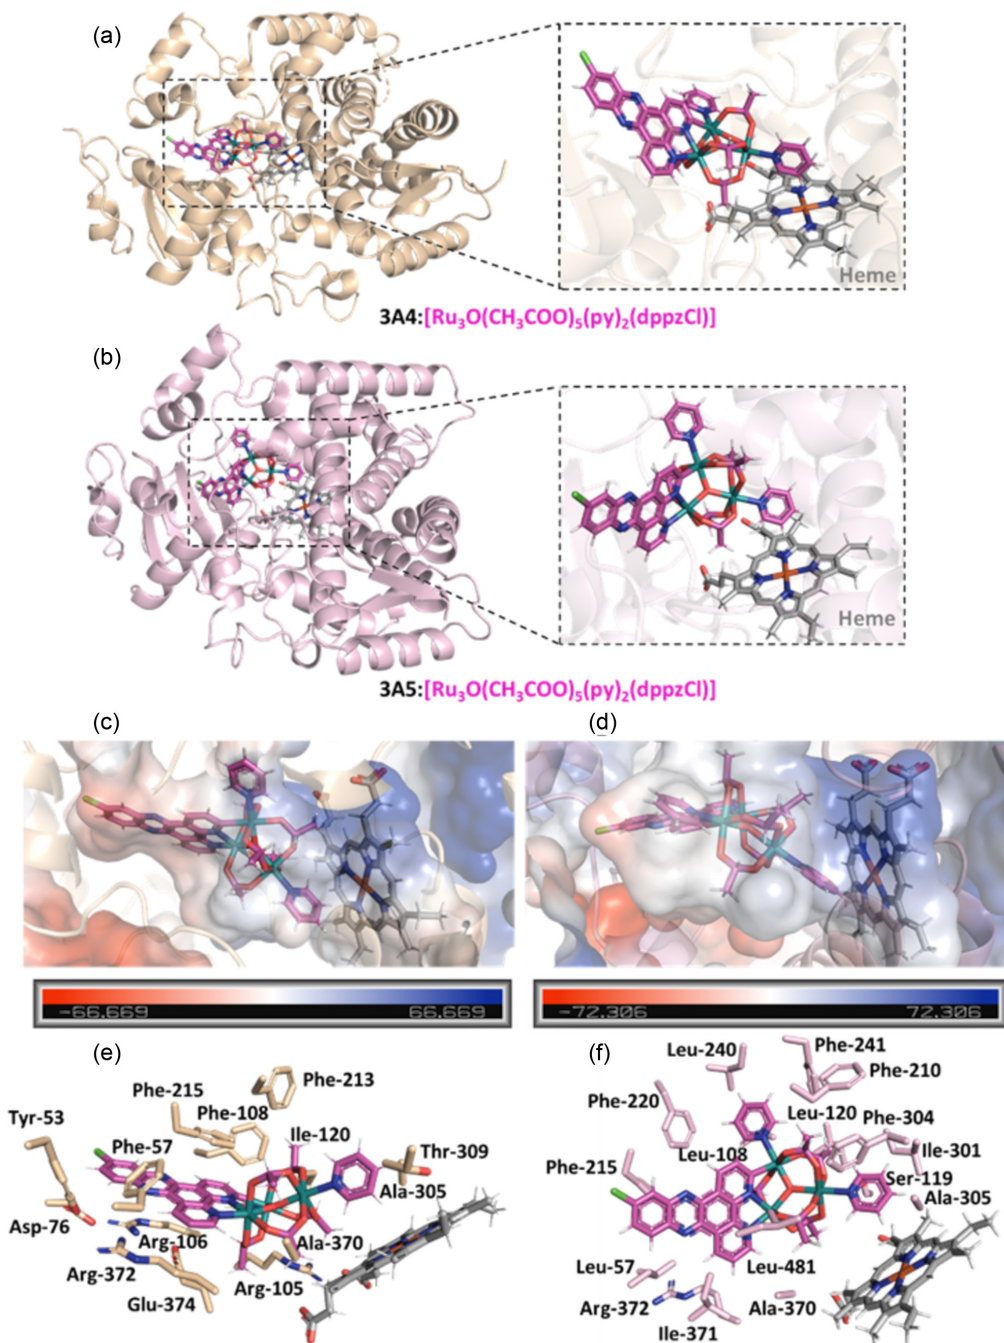 (a)
Heme
3A4:[Ru₃O(CH₃COO)₅(py)₂(dppzCl)]
(b)
Heme
3A5:[Ru₃O(CH₃COO)₅(py)₂(dppzCl)]
(c)
(d)
-66.669 66.669
-72.306 72.306
(e)
Phe-213
Phe-215
Phe-108
Tyr-53
Ile-120
Phe-57
Thr-309
Ala-305
Asp-76
Arg-106
Ala-370
Arg-372
Arg-105
Glu-374
(f)
Phe-241
Leu-240
Phe-210
Phe-220
Leu-120
Phe-304
Leu-108
Ile-301
Phe-215
Ser-119
Ala-305
Leu-57
Leu-481
Arg-372
Ala-370
Ile-371